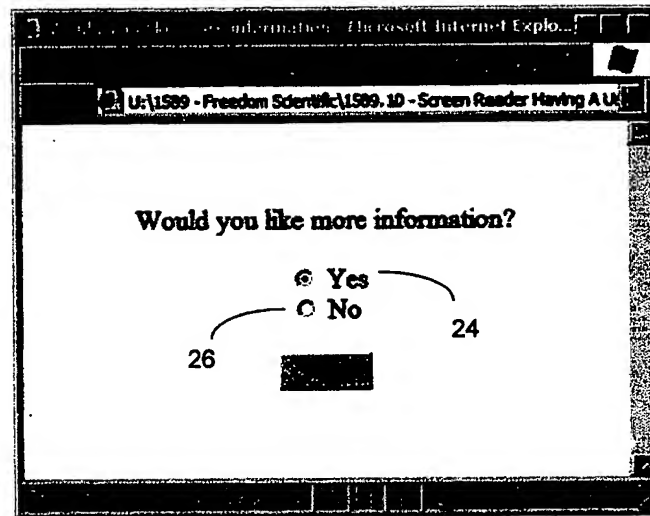 information Microsoft Internet Explo...
U:\1589 - Freedom Scientific\1589.10 - Screen Reader Having A U
Would you like more information?
Yes
24
No
26